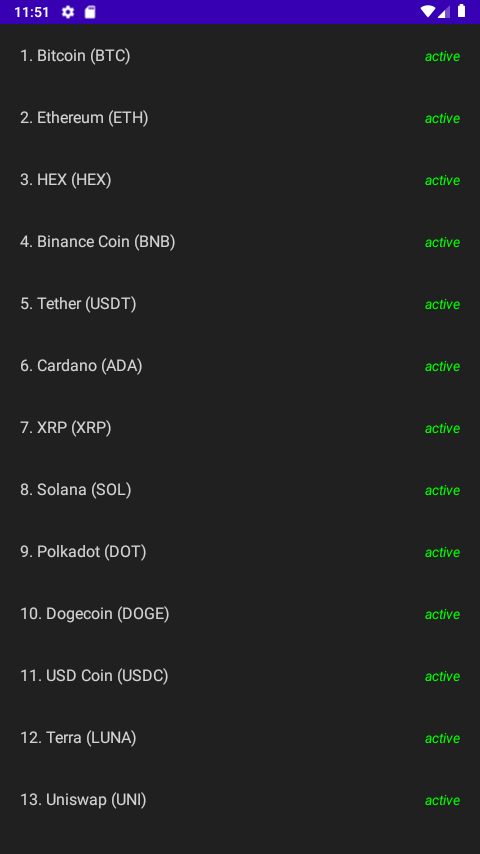 11:51
1. Bitcoin (BTC) active
2. Ethereum (ETH) active
3. HEX (HEX) active
4. Binance Coin (BNB) active
5. Tether (USDT) active
6. Cardano (ADA) active
7. XRP (XRP) active
8. Solana (SOL) active
9. Polkadot (DOT) active
10. Dogecoin (DOGE) active
11. USD Coin (USDC) active
12. Terra (LUNA) active
13. Uniswap (UNI) active